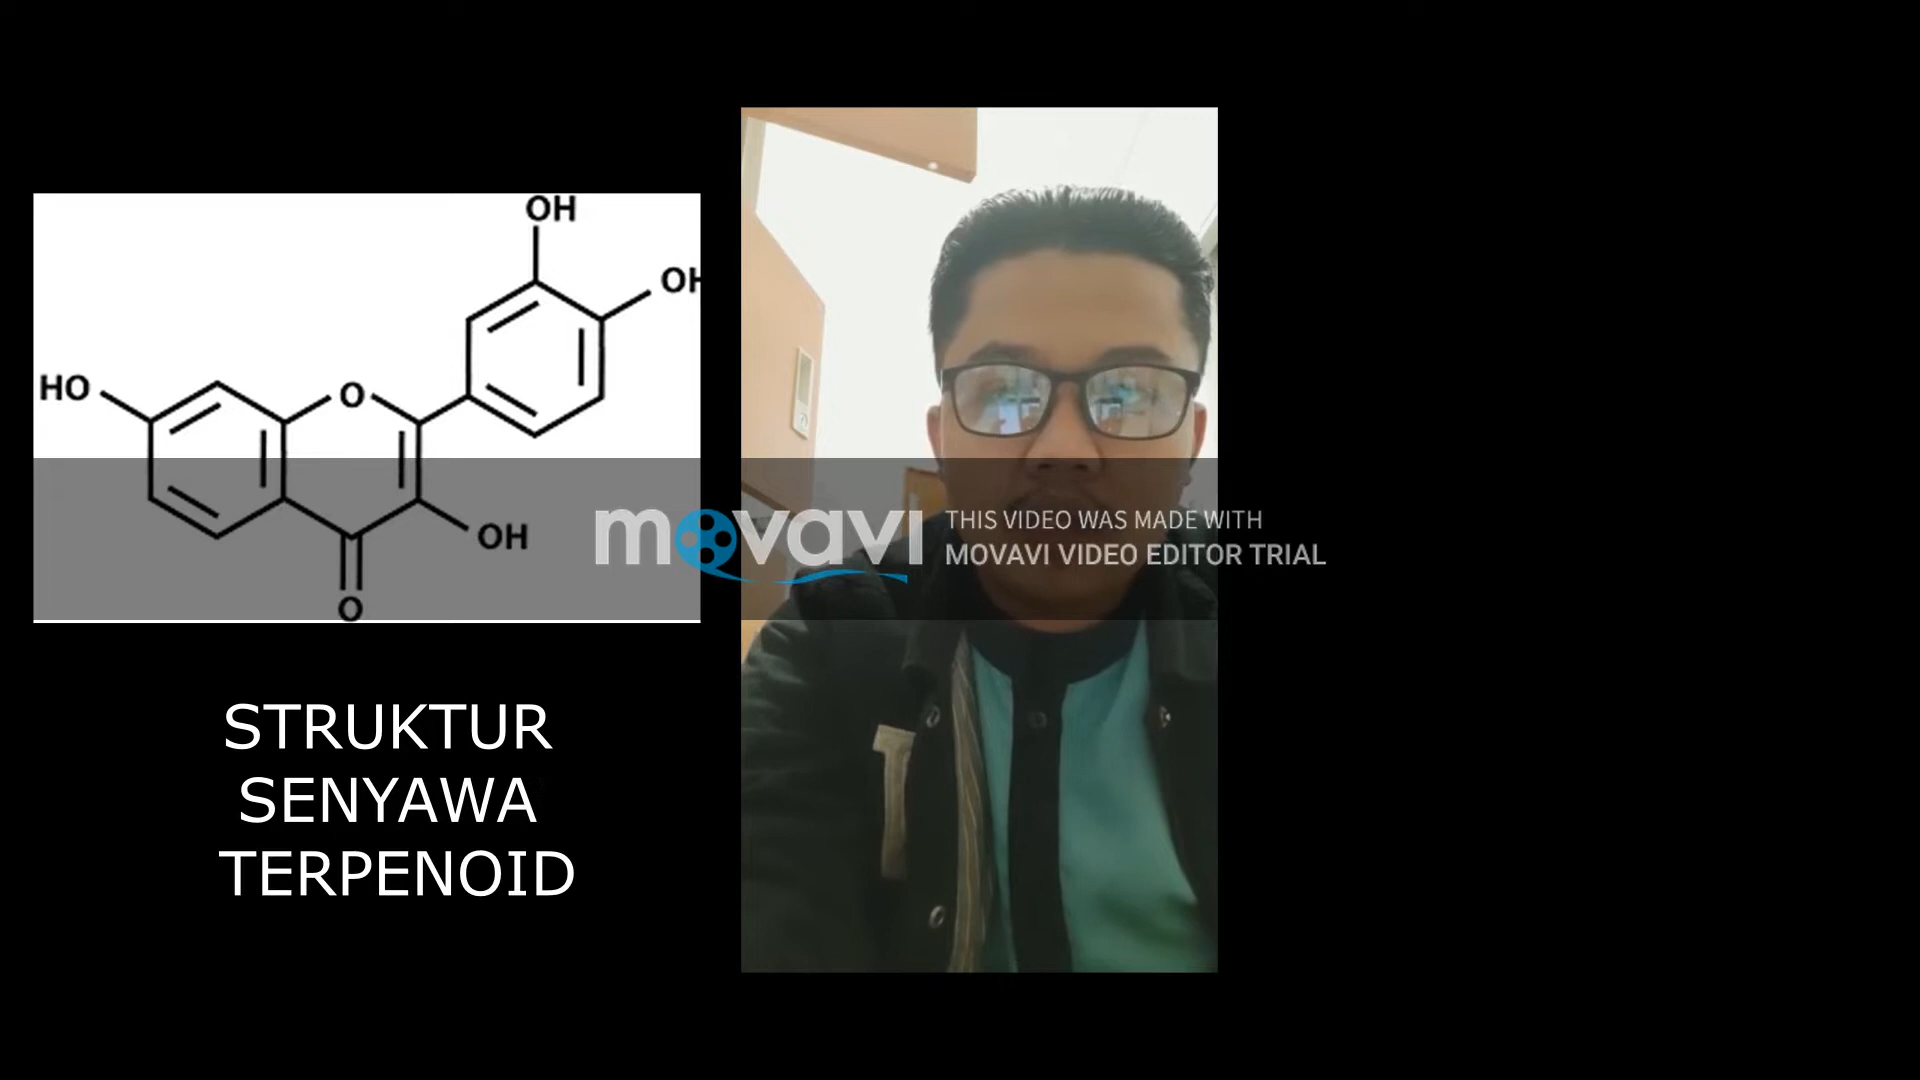 OH
OH
HO
O
OH
O
movavi
THIS VIDEO WAS MADE WITH
MOVAVI VIDEO EDITOR TRIAL
STRUKTUR
SENYAWA
TERPENOID